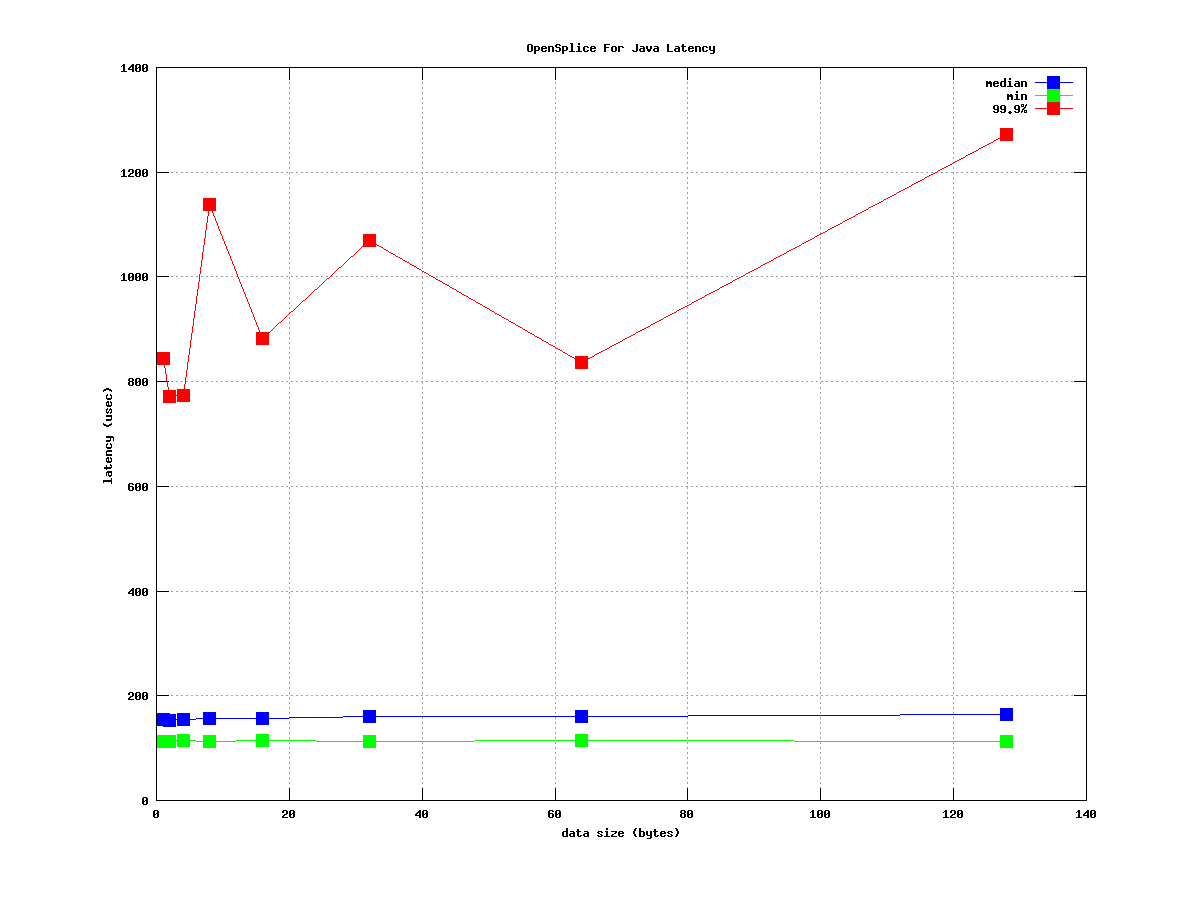 OpenSplice For Java Latency
median
min
99.9%
1400
1200
1000
800
600
400
200
0
latency (usec)
0 20 40 60 80 100 120 140
data size (bytes)